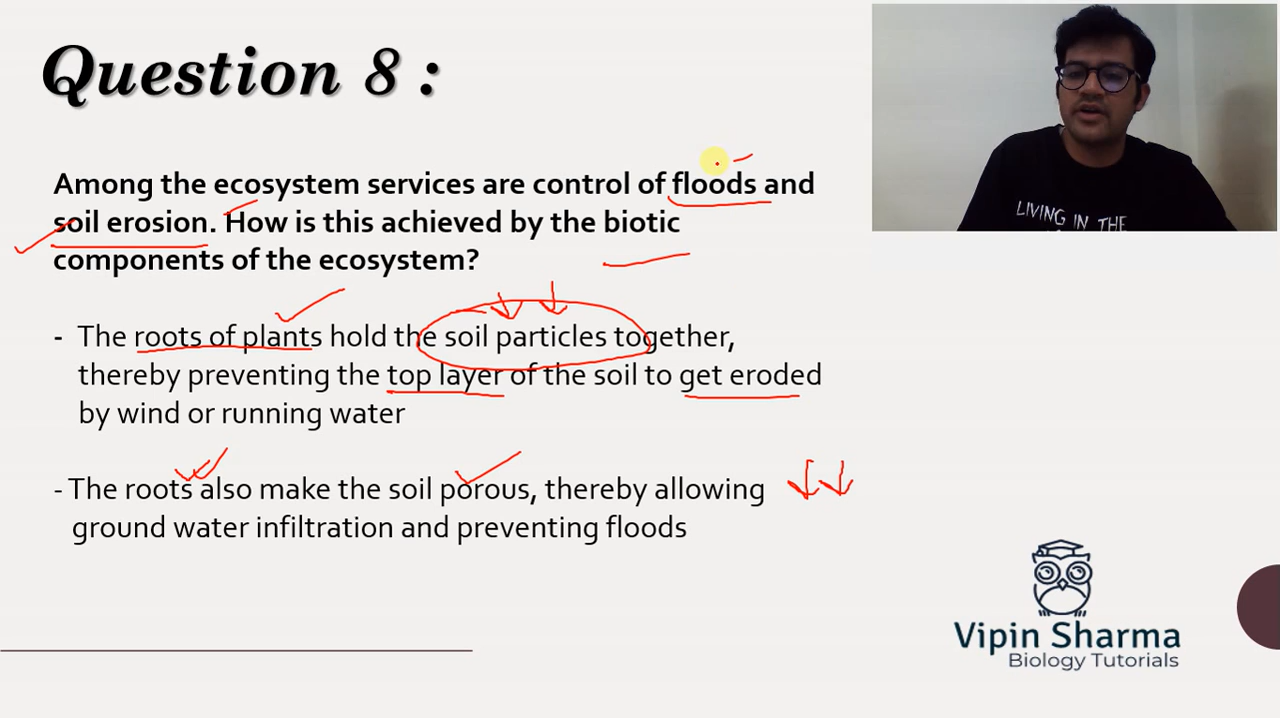 Question 8 :
LIVING IN THE
Among the ecosystem services are control of floods and
soil erosion. How is this achieved by the biotic
components of the ecosystem?
- The roots of plants hold the soil particles together,
thereby preventing the top layer of the soil to get eroded
by wind or running water
- The roots also make the soil porous, thereby allowing
ground water infiltration and preventing floods
Vipin Sharma
Biology Tutorials